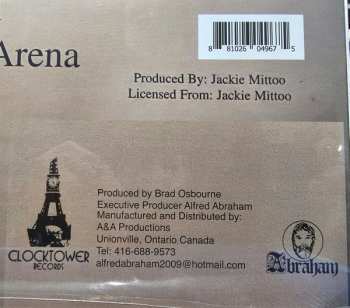 8 81026 04967 5
Arena
Produced By: Jackie Mittoo
Licensed From: Jackie Mittoo
Produced by Brad Osbourne
Executive Producer Alfred Abraham
Manufactured and Distributed by:
A&A Productions
Unionville, Ontario.Canada
Tel: 416-688-9573
alfredabraham2009@hotmail.com
CLOCKTOWER
RECORDS
Abraham